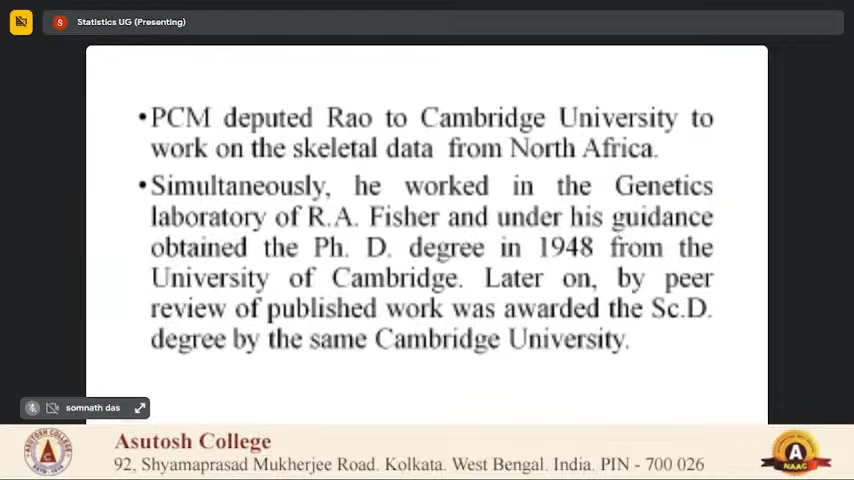 Statistics UG (Presenting)
S
•PCM deputed Rao to Cambridge University to
work on the skeletal data from North Africa.
•Simultaneously, he worked in the Genetics
laboratory of R.A. Fisher and under his guidance
obtained the Ph. D. degree in 1948 from the
University of Cambridge. Later on, by peer
review of published work was awarded the Sc.D.
degree by the same Cambridge University.
somnath das
Asutosh College
92, Shyamaprasad Mukherjee Road, Kolkata, West Bengal, India, PIN - 700 026
ASUTOSH COLLEGE
A
NAAC